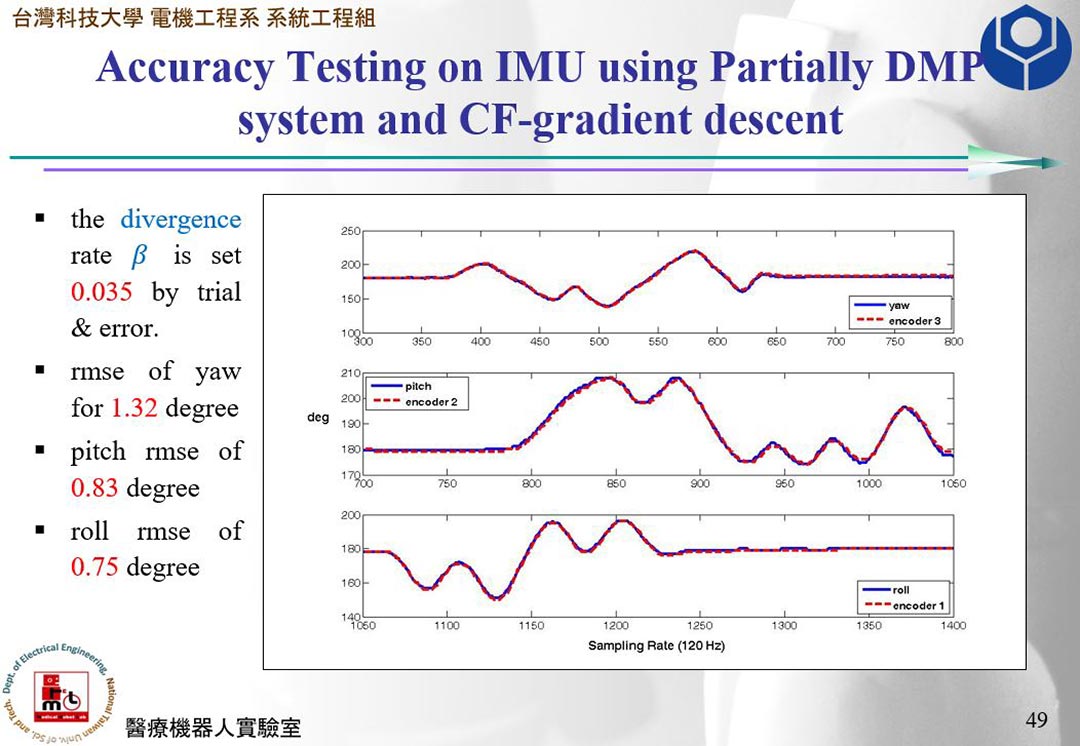 台灣科技大學 電機工程系 系統工程組
Accuracy Testing on IMU using Partially DMP
system and CF-gradient descent
▪ the divergence
rate β is set
0.035 by trial
& error.
▪ rmse of yaw
for 1.32 degree
▪ pitch rmse of
0.83 degree
▪ roll rmse of
0.75 degree
250
200
150
100
300 350 400 450 500 550 600 650 700 750 800
yaw
encoder 3
210
200
190
180
170
700 750 800 850 900 950 1000 1050
pitch
encoder 2
deg
200
180
160
140
1050 1100 1150 1200 1250 1300 1350 1400
roll
encoder 1
Sampling Rate (120 Hz)
Dept. of Electrical Engineering, National Taiwan Univ. of Sci. and Tech.
醫療機器人實驗室
49